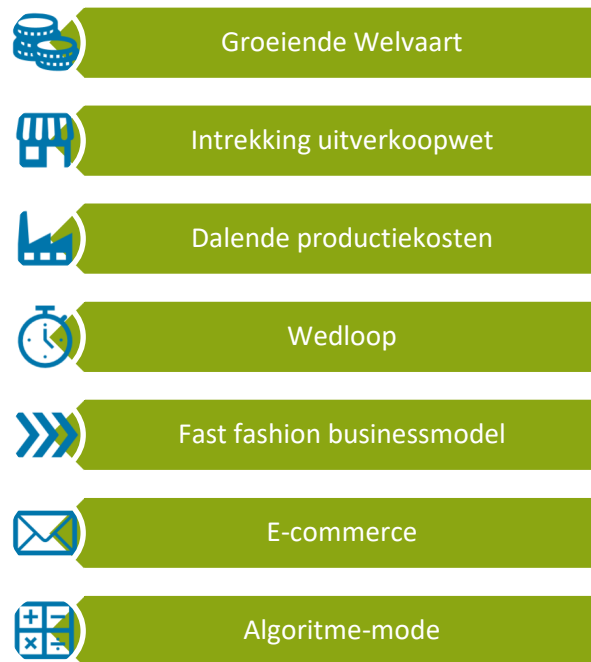 Groeiende Welvaart
Intrekking uitverkoopwet
Dalende productiekosten
Wedloop
Fast fashion businessmodel
E-commerce
Algoritme-mode